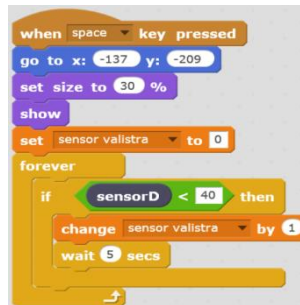 when space key pressed
go to x: -137 y: -209
set size to 30 %
show
set sensor valistra to 0
forever
if sensorD < 40 then
change sensor valistra by 1
wait 5 secs